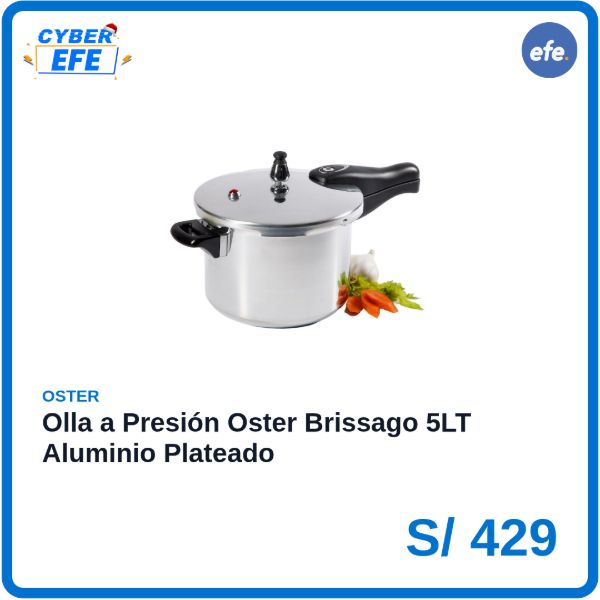 CYBER
EFE
efe.
OSTER
Olla a Presión Oster Brissago 5LT
Aluminio Plateado
S/ 429